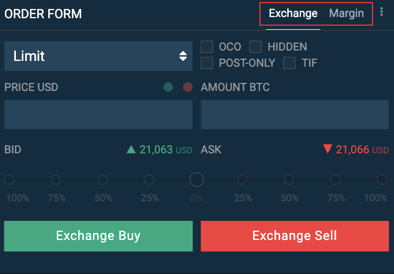 ORDER FORM Exchange Margin
Limit
OCO HIDDEN
POST-ONLY TIF
PRICE USD AMOUNT BTC
BID 21,063 USD ASK 21,066 USD
100% 75% 50% 25% 0% 25% 50% 75% 100%
Exchange Buy Exchange Sell